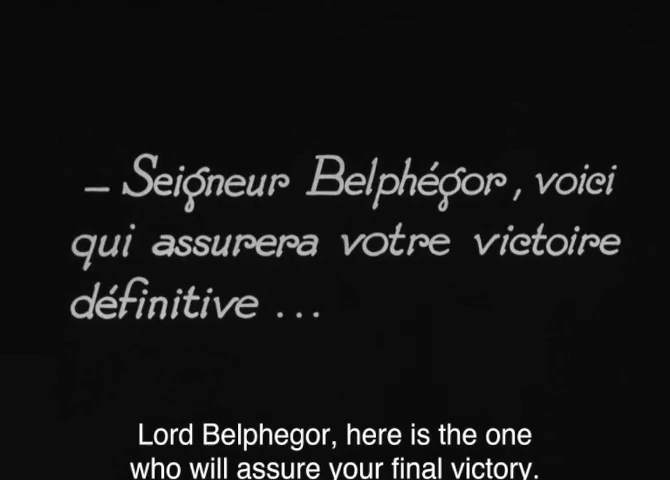 — Seigneur Belphégor, voici
qui assurera votre victoire
définitive ...
Lord Belphegor, here is the one
who will assure your final victory.